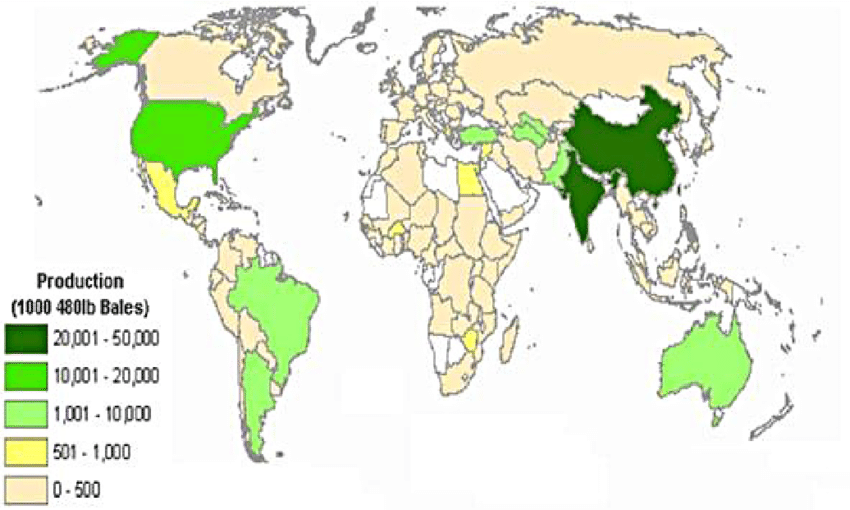 Production
(1000 480lb Bales)
20,001 - 50,000
10,001 - 20,000
1,001 - 10,000
501 - 1,000
0 - 500